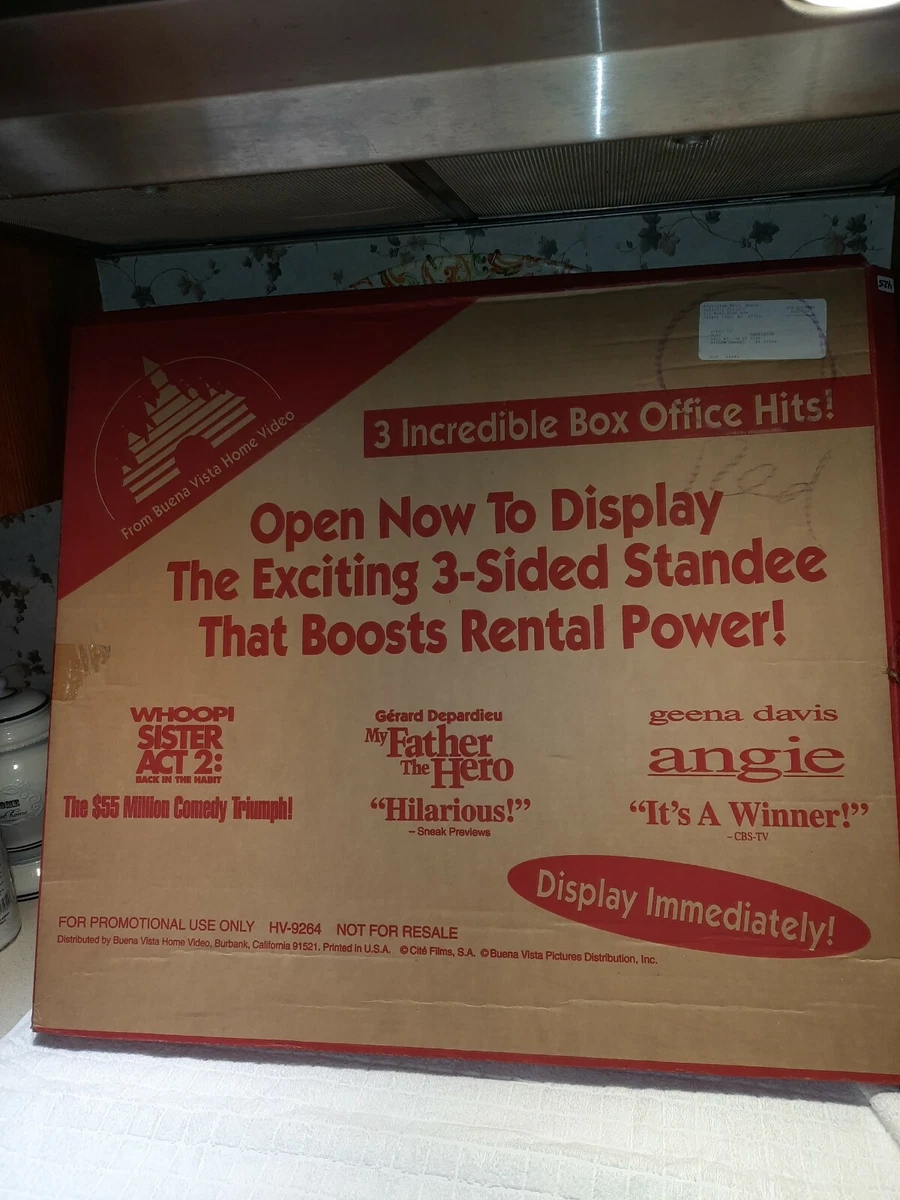 From Buena Vista Home Video
3 Incredible Box Office Hits!
Open Now To Display
The Exciting 3-Sided Standee
That Boosts Rental Power!
WHOOPI
SISTER
ACT 2:
BACK IN THE HABIT
The $55 Million Comedy Triumph!
Gérard Depardieu
My Father
The Hero
“Hilarious!”
– Sneak Previews
geena davis
angie
“It's A Winner!”
– CBS-TV
Display Immediately!
FOR PROMOTIONAL USE ONLY HV-9264 NOT FOR RESALE
Distributed by Buena Vista Home Video, Burbank, California 91521. Printed in U.S.A. © Cité Films, S.A. © Buena Vista Pictures Distribution, Inc.